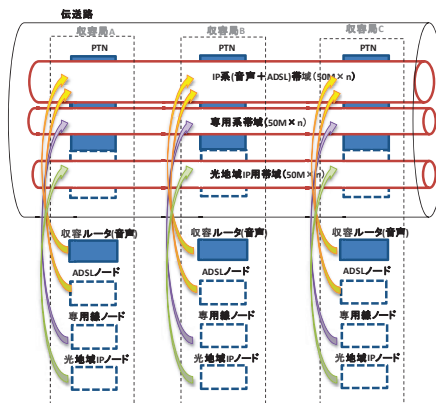 伝送路
収容局A
収容局B
収容局C
PTN
PTN
PTN
IP系(音声+ADSL)帯域(50M×n)
専用系帯域(50M×n)
光地域IP用帯域(50M×n)
収容ルータ(音声)
収容ルータ(音声)
収容ルータ(音声)
ADSLノード
ADSLノード
ADSLノード
専用線ノード
専用線ノード
専用線ノード
光地域IPノード
光地域IPノード
光地域IPノード